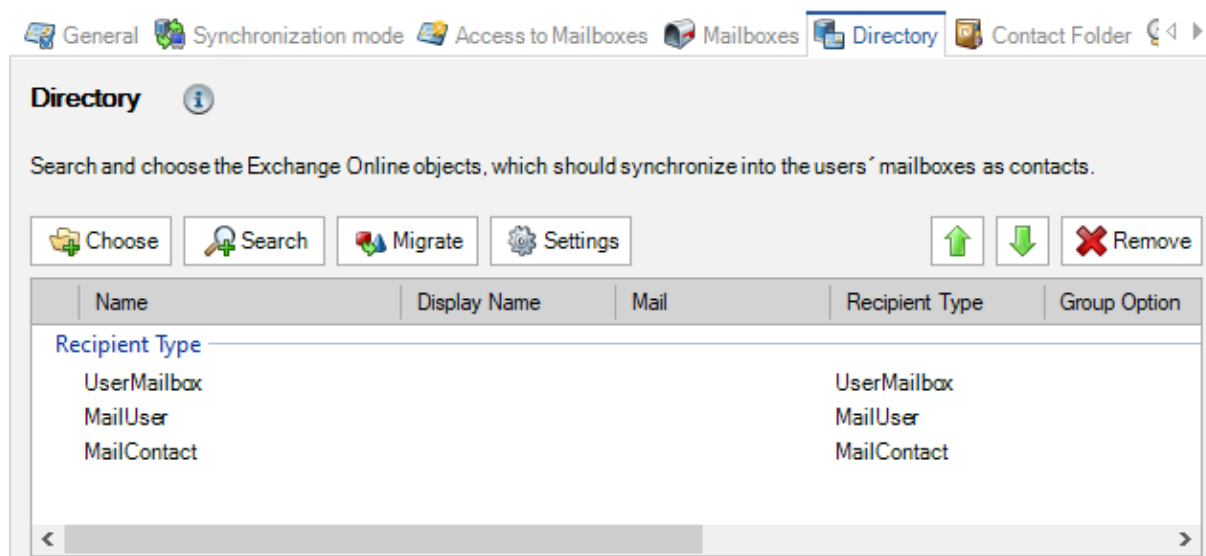 General Synchronization mode Access to Mailboxes Mailboxes Directory Contact Folder
Directory
Search and choose the Exchange Online objects, which should synchronize into the users´ mailboxes as contacts.
Choose Search Migrate Settings Remove
Name Display Name Mail Recipient Type Group Option
Recipient Type
UserMailbox UserMailbox
MailUser MailUser
MailContact MailContact